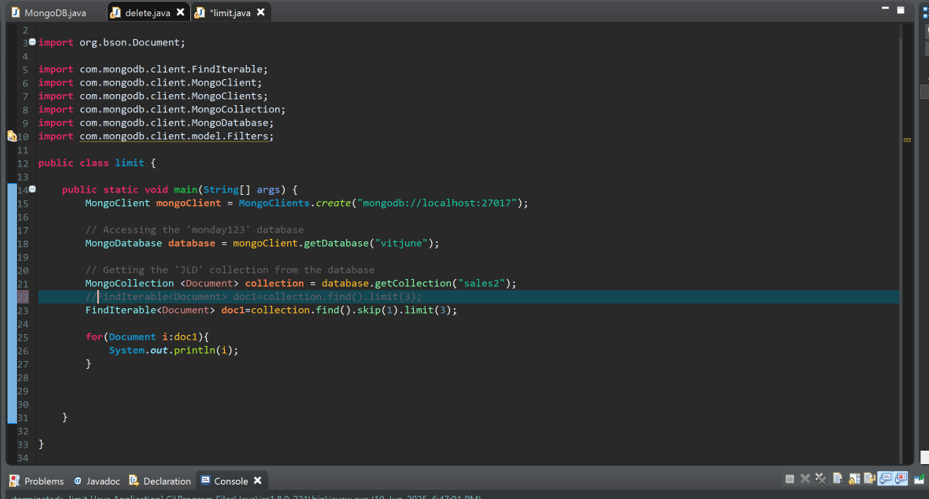 MongoDB.java delete.java *limit.java
2
3 import org.bson.Document;
4
5 import com.mongodb.client.FindIterable;
6 import com.mongodb.client.MongoClient;
7 import com.mongodb.client.MongoClients;
8 import com.mongodb.client.MongoCollection;
9 import com.mongodb.client.MongoDatabase;
10 import com.mongodb.client.model.Filters;
11
12 public class limit {
13
14 public static void main(String[] args) {
15 MongoClient mongoClient = MongoClients.create("mongodb://localhost:27017");
16
17 // Accessing the 'monday123' database
18 MongoDatabase database = mongoClient.getDatabase("vitjune");
19
20 // Getting the 'JLD' collection from the database
21 MongoCollection <Document> collection = database.getCollection("sales2");
22 //FindIterable<Document> doc1=collection.find().limit(3);
23 FindIterable<Document> doc1=collection.find().skip(1).limit(3);
24
25 for(Document i:doc1){
26 System.out.println(i);
27 }
28
29
30
31 }
32
33 }
34
Problems Javadoc Declaration Console